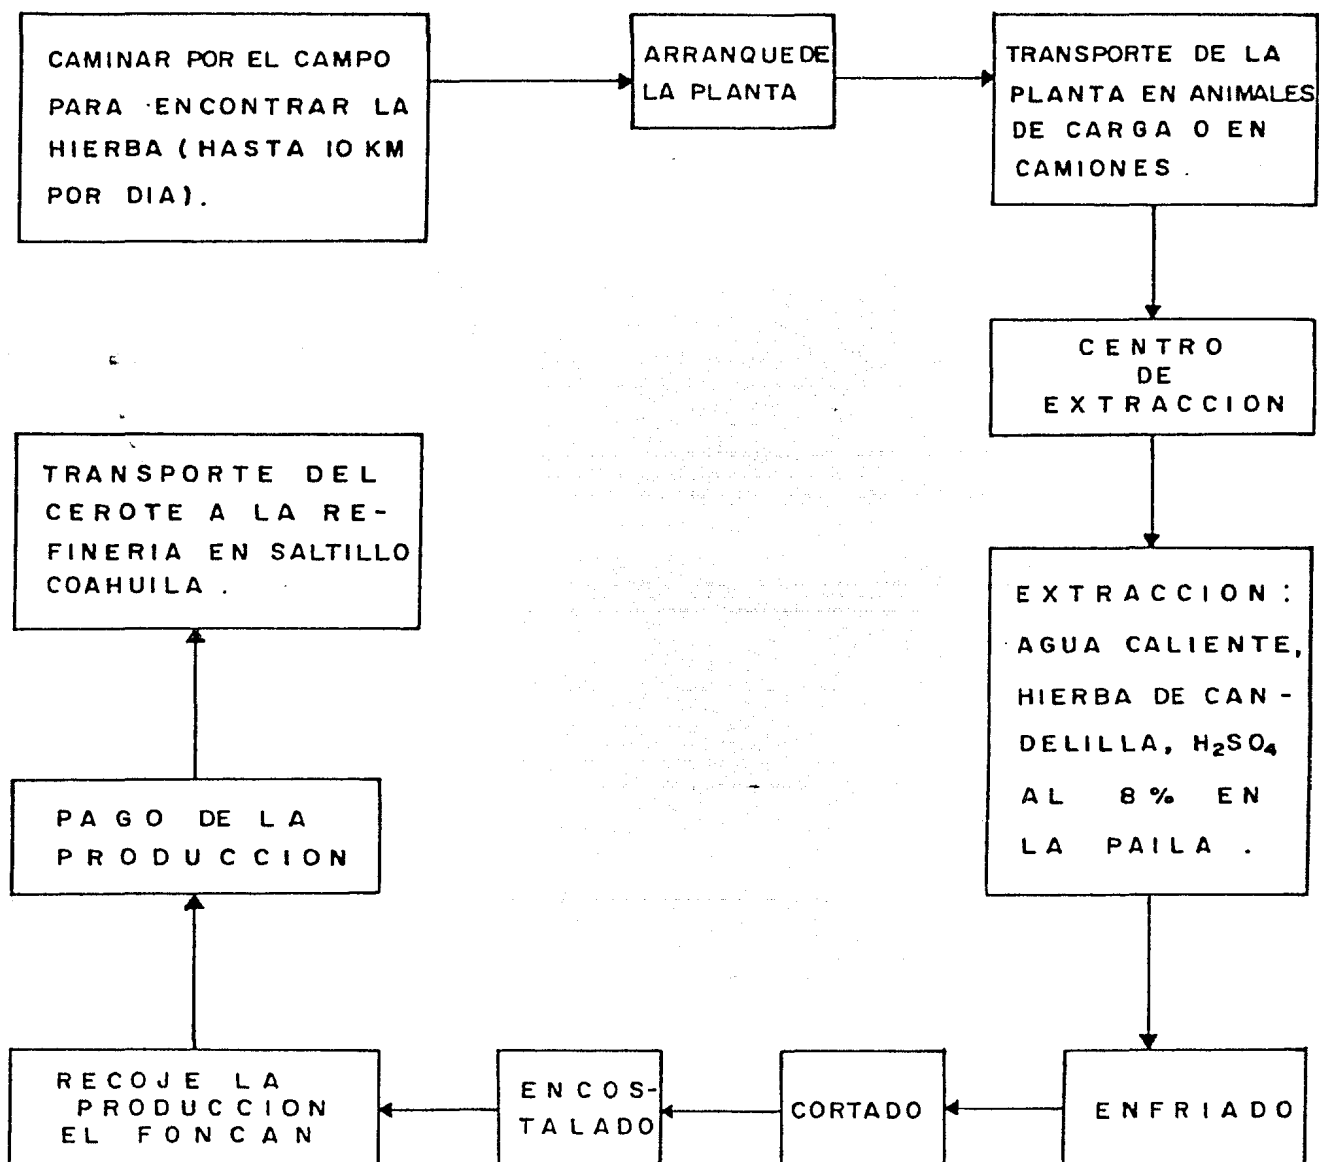 CAMINAR POR EL CAMPO
PARA ENCONTRAR LA
HIERBA (HASTA 10 KM
POR DIA).
ARRANQUE DE
LA PLANTA
TRANSPORTE DE LA
PLANTA EN ANIMALES
DE CARGA O EN
CAMIONES.
CENTRO
DE
EXTRACCION
EXTRACCION:
AGUA CALIENTE,
HIERBA DE CAN-
DELILLA, H₂SO₄
AL 8% EN
LA PAILA.
ENFRIADO
CORTADO
ENCOS-
TALADO
RECOJE LA
PRODUCCION
EL FONCAN
PAGO DE LA
PRODUCCION
TRANSPORTE DEL
CEROTE A LA RE-
FINERIA EN SALTILLO
COAHUILA.